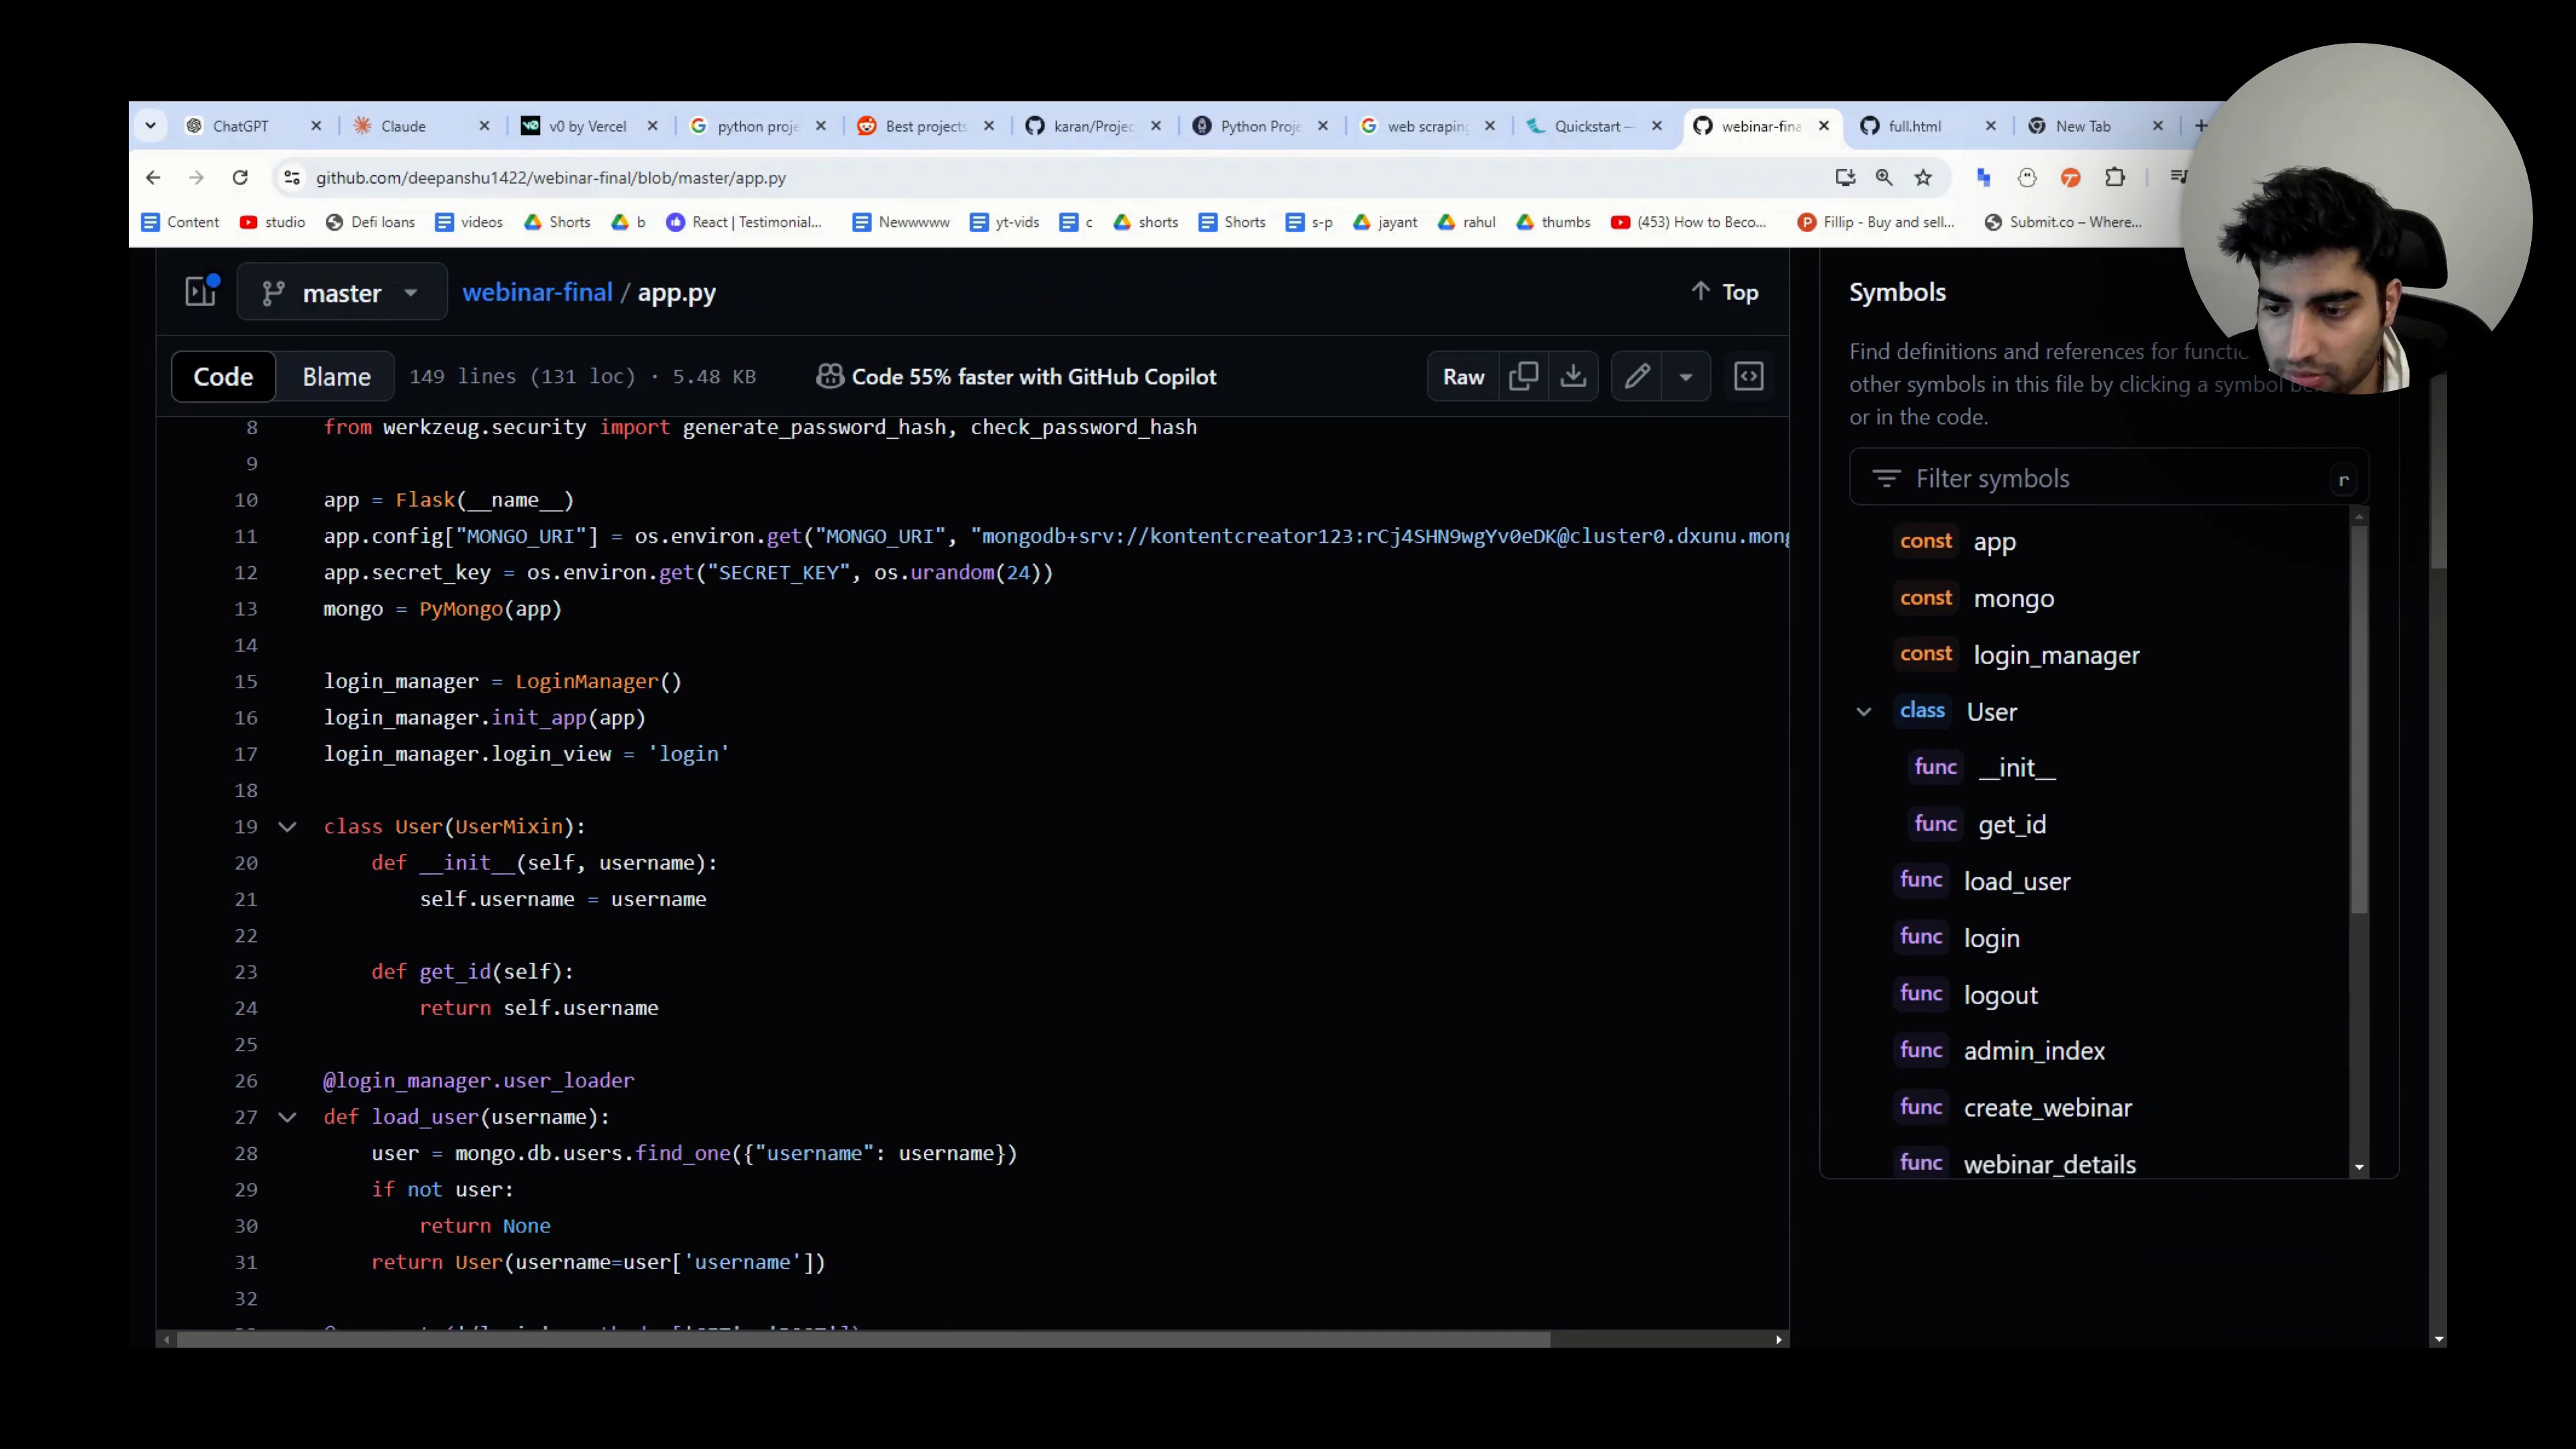 ChatGPT
Claude
v0 by Vercel
python proje
Best projects
karan/Projec
Python Proje
web scraping
Quickstart —
webinar-fina
full.html
New Tab
github.com/deepanshu1422/webinar-final/blob/master/app.py
Content
studio
Defi loans
videos
Shorts
b
React | Testimonial...
Newwwww
yt-vids
c
shorts
Shorts
s-p
jayant
rahul
thumbs
(453) How to Beco...
Fillip - Buy and sell...
Submit.co – Where...
master
webinar-final / app.py
Top
Code
Blame
149 lines (131 loc) · 5.48 KB
Code 55% faster with GitHub Copilot
Raw
8 from werkzeug.security import generate_password_hash, check_password_hash
9
10 app = Flask(__name__)
11 app.config["MONGO_URI"] = os.environ.get("MONGO_URI", "mongodb+srv://kontentcreator123:rCj4SHN9wgYv0eDK@cluster0.dxunu.mong
12 app.secret_key = os.environ.get("SECRET_KEY", os.urandom(24))
13 mongo = PyMongo(app)
14
15 login_manager = LoginManager()
16 login_manager.init_app(app)
17 login_manager.login_view = 'login'
18
19 class User(UserMixin):
20 def __init__(self, username):
21 self.username = username
22
23 def get_id(self):
24 return self.username
25
26 @login_manager.user_loader
27 def load_user(username):
28 user = mongo.db.users.find_one({"username": username})
29 if not user:
30 return None
31 return User(username=user['username'])
32
Symbols
Find definitions and references for functi
other symbols in this file by clicking a symbol be
or in the code.
Filter symbols
r
const app
const mongo
const login_manager
class User
func __init__
func get_id
func load_user
func login
func logout
func admin_index
func create_webinar
func webinar_details